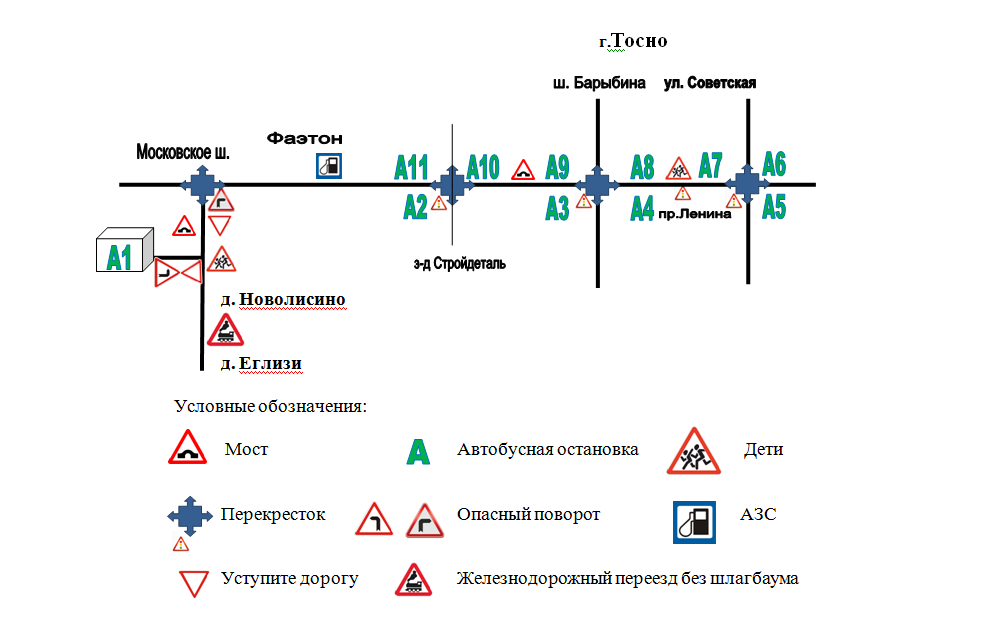 г.Тосно
ш. Барыбина ул. Советская
Фаэтон
Московское ш.
А11 А10 А9 А8 А7 А6
А2 А3 А4 пр.Ленина А5
А1
з-д Стройдеталь
д. Новолисино
д. Еглизи
Условные обозначения:
Мост
А Автобусная остановка
Дети
Перекресток
Опасный поворот
АЗС
Уступите дорогу
Железнодорожный переезд без шлагбаума